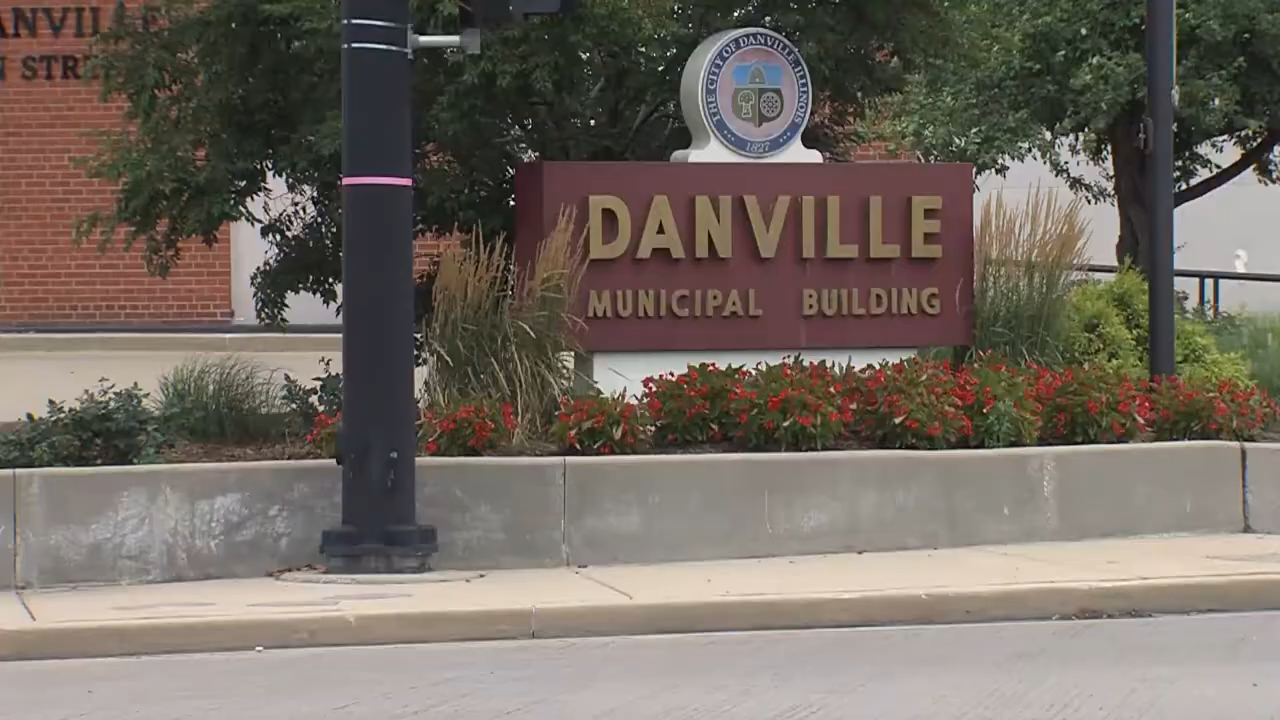 THE CITY OF DANVILLE, ILLINOIS
1827
DANVILLE
MUNICIPAL BUILDING